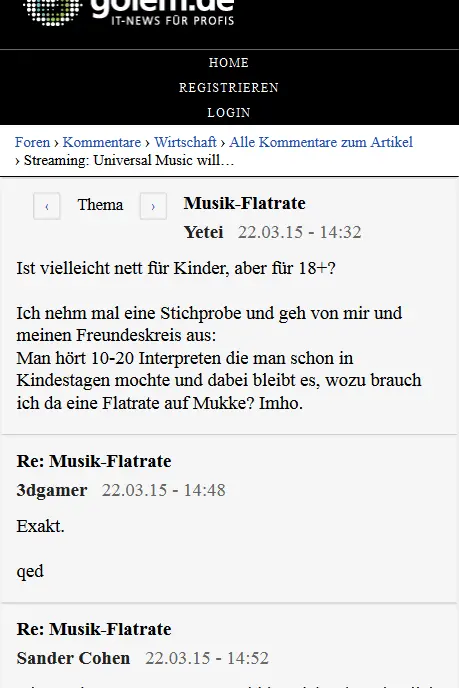 golem.de
IT-NEWS FÜR PROFIS
HOME
REGISTRIEREN
LOGIN
Foren › Kommentare › Wirtschaft › Alle Kommentare zum Artikel
› Streaming: Universal Music will…
‹ Thema › Musik-Flatrate
Yetei 22.03.15 - 14:32
Ist vielleicht nett für Kinder, aber für 18+?
Ich nehm mal eine Stichprobe und geh von mir und
meinen Freundeskreis aus:
Man hört 10-20 Interpreten die man schon in
Kindestagen mochte und dabei bleibt es, wozu brauch
ich da eine Flatrate auf Mukke? Imho.
Re: Musik-Flatrate
3dgamer 22.03.15 - 14:48
Exakt.
qed
Re: Musik-Flatrate
Sander Cohen 22.03.15 - 14:52